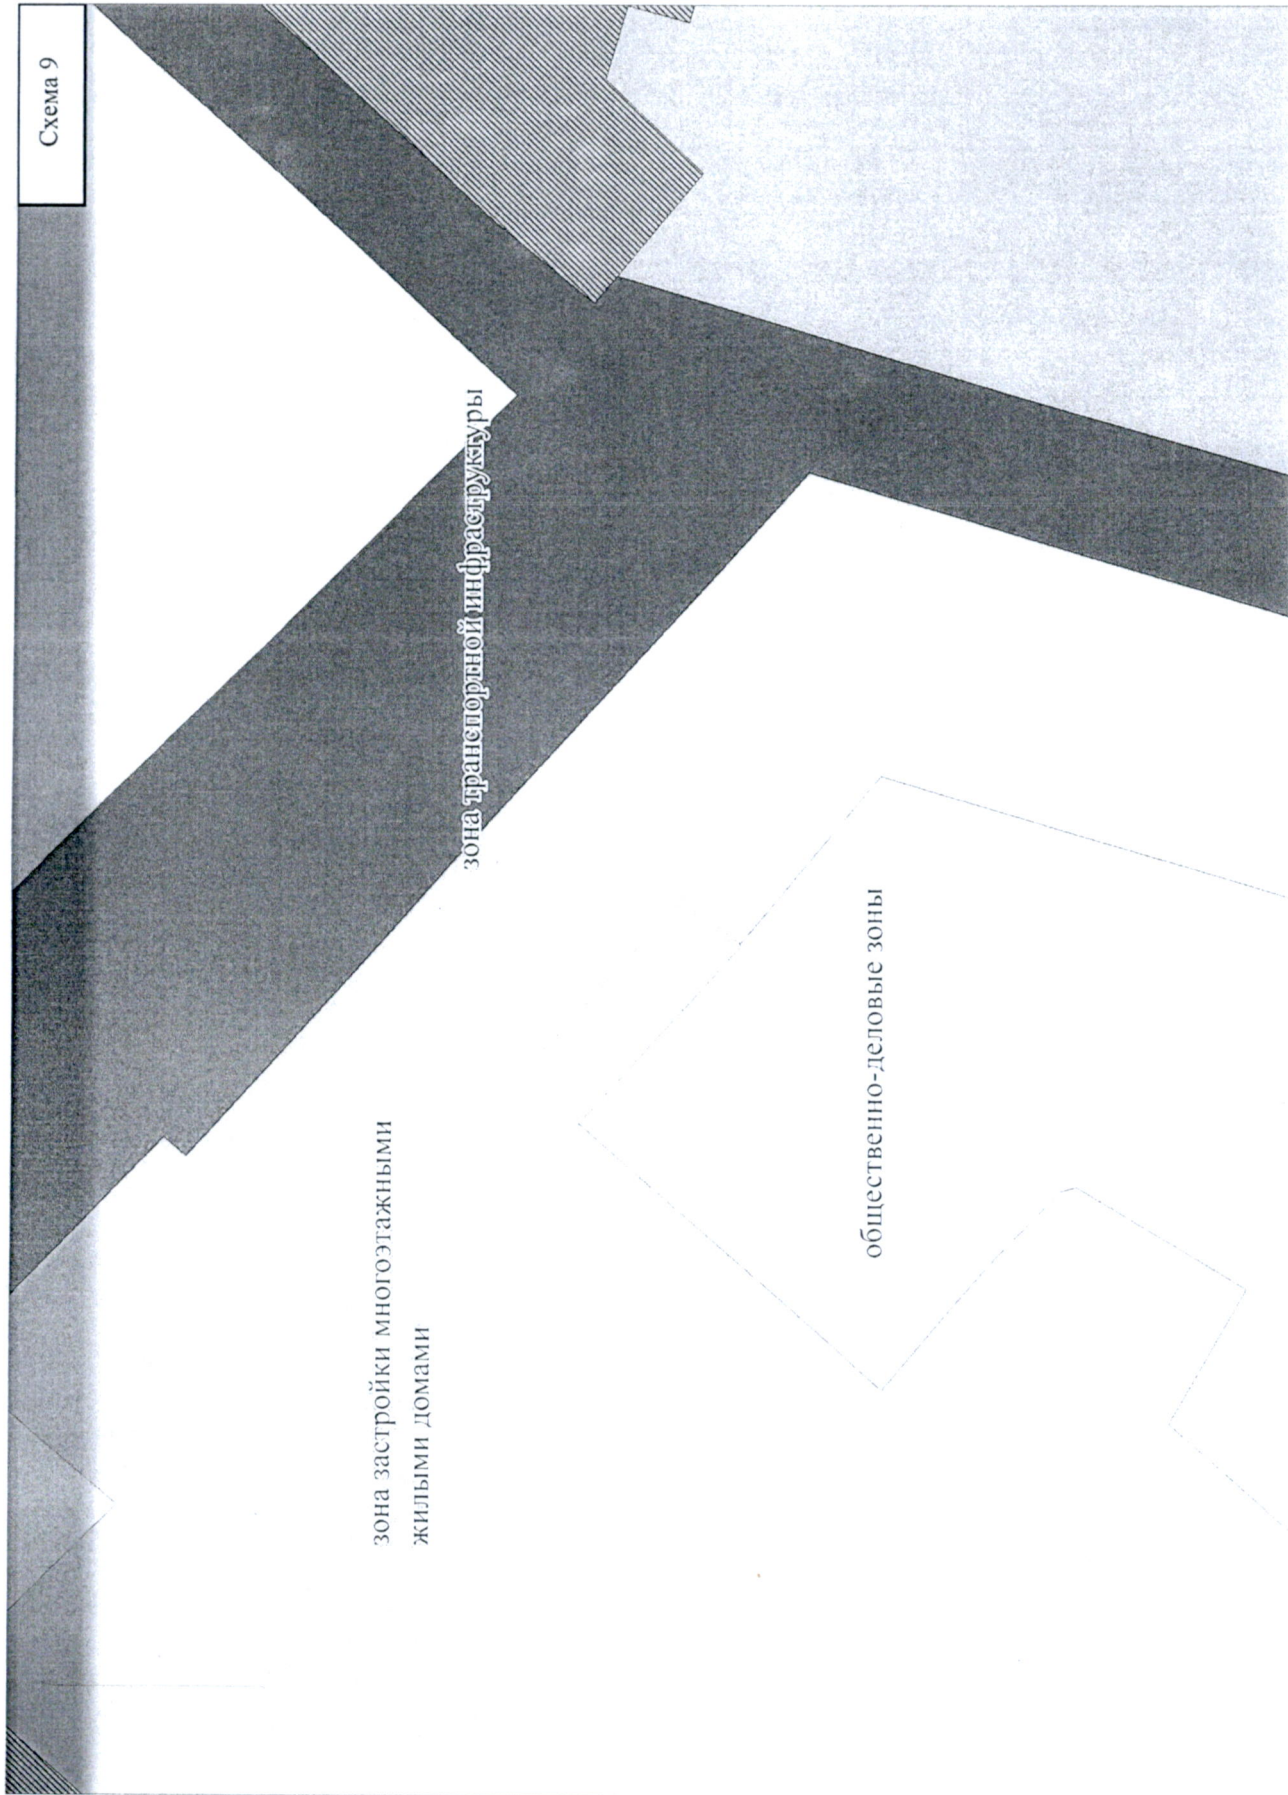 Схема 9
зона транспортной инфраструктуры
зона застройки многоэтажными
жилыми домами
общественно-деловые зоны